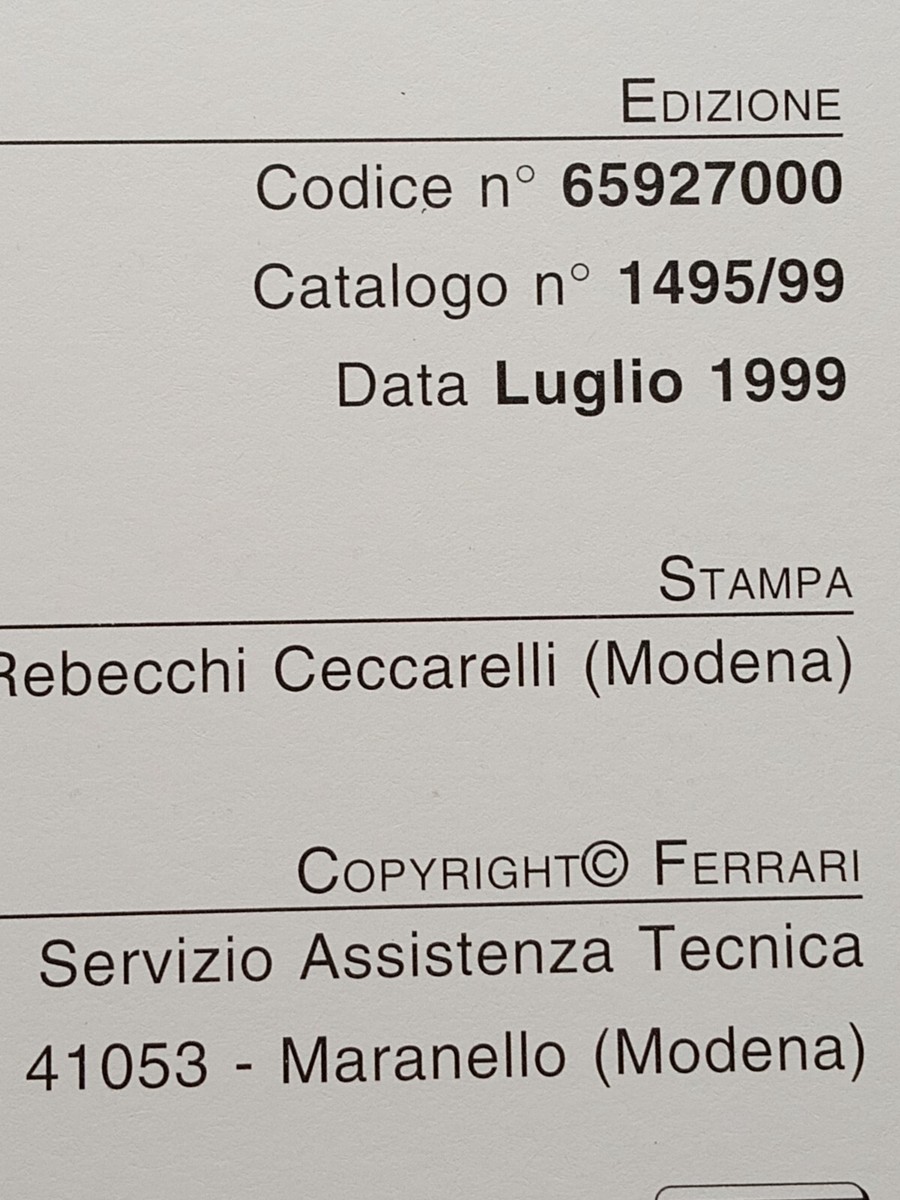 EDIZIONE
Codice n° 65927000
Catalogo n° 1495/99
Data Luglio 1999
STAMPA
Rebecchi Ceccarelli (Modena)
COPYRIGHT© FERRARI
Servizio Assistenza Tecnica
41053 - Maranello (Modena)